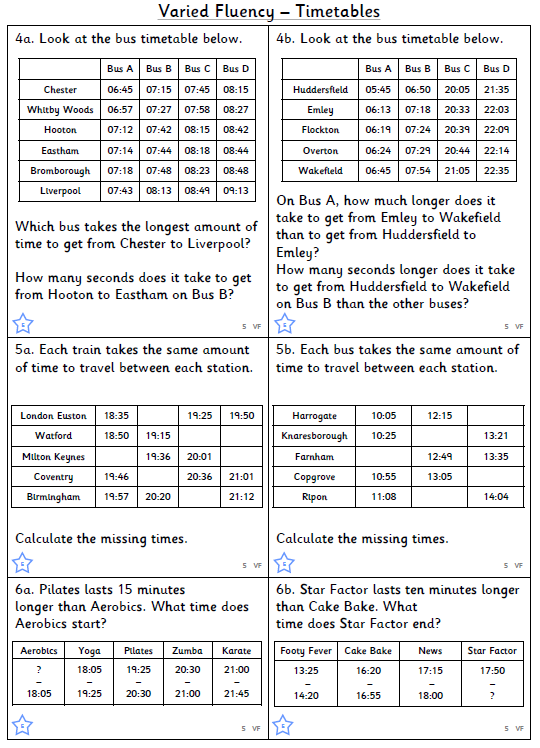 Varied Fluency – Timetables
4a. Look at the bus timetable below.
Bus A Bus B Bus C Bus D
Chester 06:45 07:15 07:45 08:15
Whitby Woods 06:57 07:27 07:58 08:27
Hooton 07:12 07:42 08:15 08:42
Eastham 07:14 07:44 08:18 08:44
Bromborough 07:18 07:48 08:23 08:48
Liverpool 07:43 08:13 08:49 09:13
Which bus takes the longest amount of
time to get from Chester to Liverpool?
How many seconds does it take to get
from Hooton to Eastham on Bus B?
E
S VF
4b. Look at the bus timetable below.
Bus A Bus B Bus C Bus D
Huddersfield 05:45 06:50 20:05 21:35
Emley 06:13 07:18 20:33 22:03
Flockton 06:19 07:24 20:39 22:09
Overton 06:24 07:29 20:44 22:14
Wakefield 06:45 07:54 21:05 22:35
On Bus A, how much longer does it
take to get from Emley to Wakefield
than to get from Huddersfield to
Emley?
How many seconds longer does it take
to get from Huddersfield to Wakefield
on Bus B than the other buses?
E
S VF
5a. Each train takes the same amount
of time to travel between each station.
London Euston 18:35 19:25 19:50
Watford 18:50 19:15
Milton Keynes 19:36 20:01
Coventry 19:46 20:36 21:01
Birmingham 19:57 20:20 21:12
Calculate the missing times.
E
S VF
5b. Each bus takes the same amount of
time to travel between each station.
Harrogate 10:05 12:15
Knaresborough 10:25 13:21
Farnham 12:49 13:35
Copgrove 10:55 13:05
Ripon 11:08 14:04
Calculate the missing times.
E
S VF
6a. Pilates lasts 15 minutes
longer than Aerobics. What time does
Aerobics start?
Aerobics Yoga Pilates Zumba Karate
? 18:05 19:25 20:30 21:00
– – – – –
18:05 19:25 20:30 21:00 21:45
E
S VF
6b. Star Factor lasts ten minutes longer
than Cake Bake. What
time does Star Factor end?
Footy Fever Cake Bake News Star Factor
13:25 16:20 17:15 17:50
– – – –
14:20 16:55 18:00 ?
E
S VF